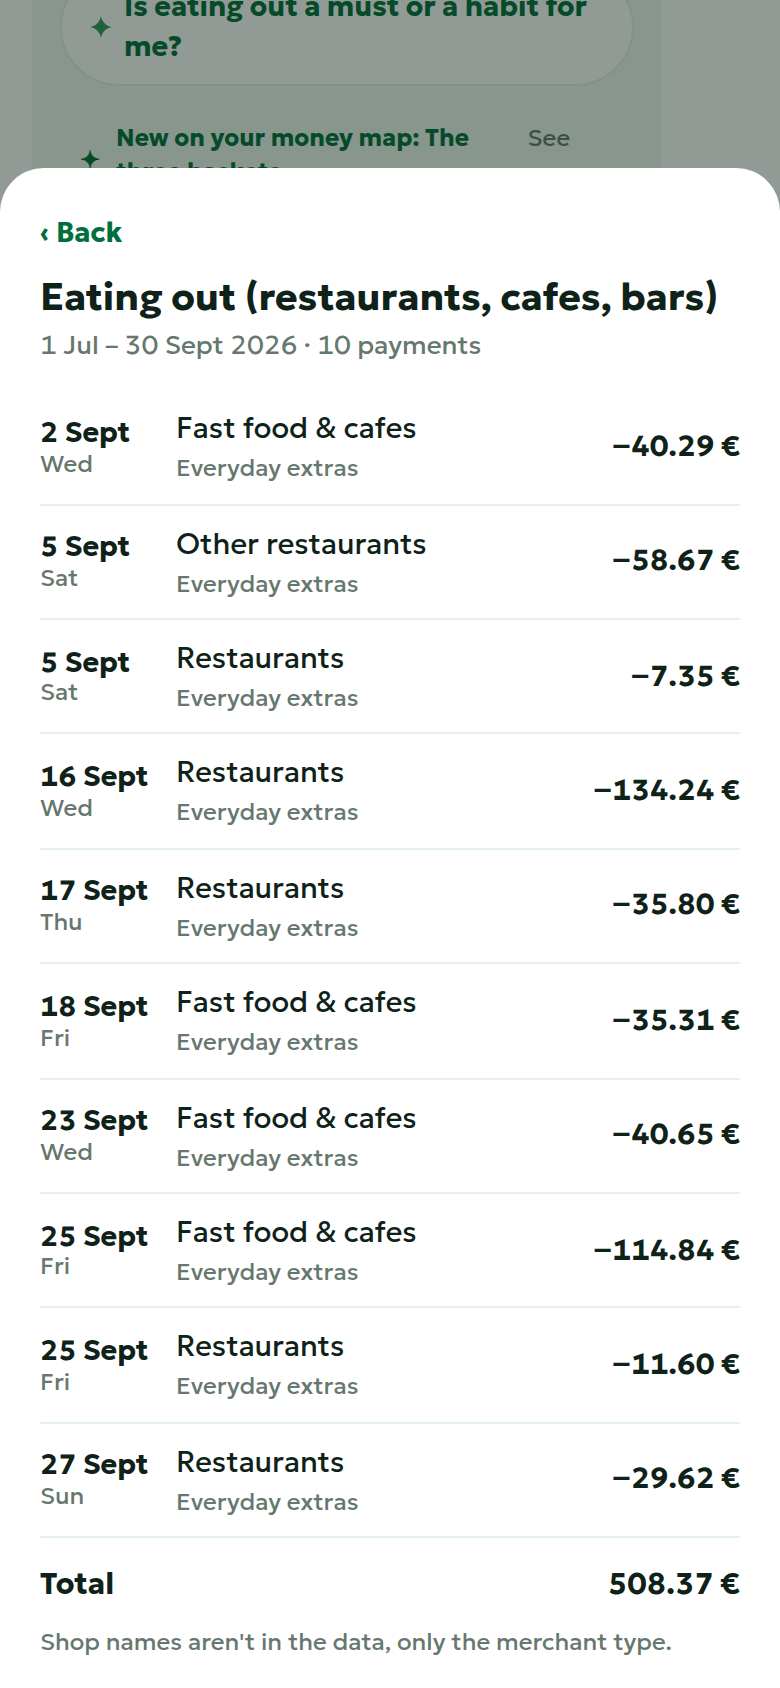 Is eating out a must or a habit for
me?
New on your money map: The
See
three baskets
‹ Back
Eating out (restaurants, cafes, bars)
1 Jul – 30 Sept 2026 · 10 payments
2 Sept
Wed
Fast food & cafes
Everyday extras
−40.29 €
5 Sept
Sat
Other restaurants
Everyday extras
−58.67 €
5 Sept
Sat
Restaurants
Everyday extras
−7.35 €
16 Sept
Wed
Restaurants
Everyday extras
−134.24 €
17 Sept
Thu
Restaurants
Everyday extras
−35.80 €
18 Sept
Fri
Fast food & cafes
Everyday extras
−35.31 €
23 Sept
Wed
Fast food & cafes
Everyday extras
−40.65 €
25 Sept
Fri
Fast food & cafes
Everyday extras
−114.84 €
25 Sept
Fri
Restaurants
Everyday extras
−11.60 €
27 Sept
Sun
Restaurants
Everyday extras
−29.62 €
Total
508.37 €
Shop names aren't in the data, only the merchant type.